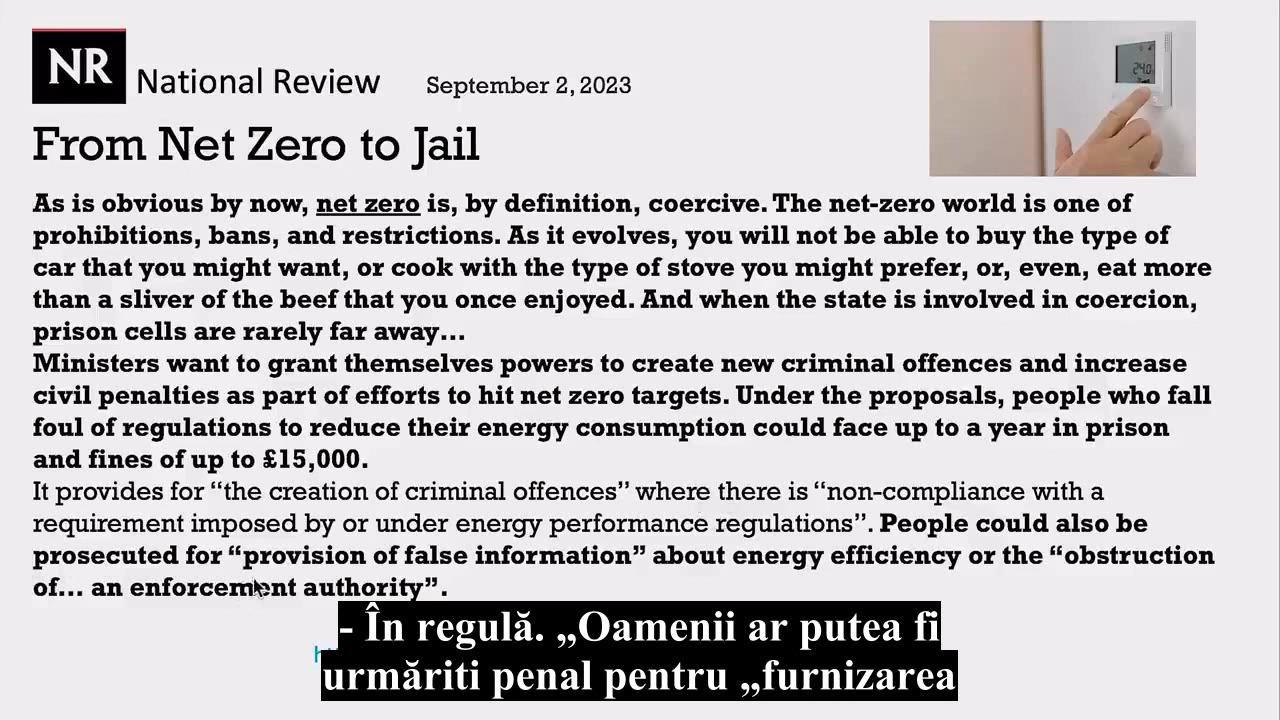 NR
National Review
September 2, 2023
From Net Zero to Jail
As is obvious by now, net zero is, by definition, coercive. The net-zero world is one of
prohibitions, bans, and restrictions. As it evolves, you will not be able to buy the type of
car that you might want, or cook with the type of stove you might prefer, or, even, eat more
than a sliver of the beef that you once enjoyed. And when the state is involved in coercion,
prison cells are rarely far away...
Ministers want to grant themselves powers to create new criminal offences and increase
civil penalties as part of efforts to hit net zero targets. Under the proposals, people who fall
foul of regulations to reduce their energy consumption could face up to a year in prison
and fines of up to £15,000.
It provides for “the creation of criminal offences” where there is “non-compliance with a
requirement imposed by or under energy performance regulations”. People could also be
prosecuted for “provision of false information” about energy efficiency or the “obstruction
of... an enforcement authority”.
- În regulă. „Oamenii ar putea fi
urmăriti penal pentru „furnizarea